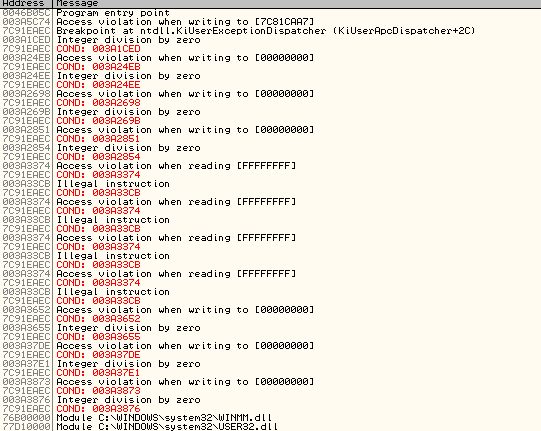 Address Message
0046B05C Program entry point
003A5C74 Access violation when writing to [7C81CAA7]
7C91EAEC Breakpoint at ntdll.KiUserExceptionDispatcher (KiUserApcDispatcher+2C)
003A1CED Integer division by zero
7C91EAEC COND: 003A1CED
003A24EB Access violation when writing to [00000000]
7C91EAEC COND: 003A24EB
003A24EE Integer division by zero
7C91EAEC COND: 003A24EE
003A2698 Access violation when writing to [00000000]
7C91EAEC COND: 003A2698
003A269B Integer division by zero
7C91EAEC COND: 003A269B
003A2851 Access violation when writing to [00000000]
7C91EAEC COND: 003A2851
003A2854 Integer division by zero
7C91EAEC COND: 003A2854
003A3374 Access violation when reading [FFFFFFFF]
7C91EAEC COND: 003A3374
003A33CB Illegal instruction
7C91EAEC COND: 003A33CB
003A3374 Access violation when reading [FFFFFFFF]
7C91EAEC COND: 003A3374
003A33CB Illegal instruction
7C91EAEC COND: 003A33CB
003A3374 Access violation when reading [FFFFFFFF]
7C91EAEC COND: 003A3374
003A33CB Illegal instruction
7C91EAEC COND: 003A33CB
003A3374 Access violation when reading [FFFFFFFF]
7C91EAEC COND: 003A3374
003A33CB Illegal instruction
7C91EAEC COND: 003A33CB
003A3652 Access violation when writing to [00000000]
7C91EAEC COND: 003A3652
003A3655 Integer division by zero
7C91EAEC COND: 003A3655
003A37DE Access violation when writing to [00000000]
7C91EAEC COND: 003A37DE
003A37E1 Integer division by zero
7C91EAEC COND: 003A37E1
003A3873 Access violation when writing to [00000000]
7C91EAEC COND: 003A3873
003A3876 Integer division by zero
7C91EAEC COND: 003A3876
76B00000 Module C:\WINDOWS\system32\WINMM.dll
77D10000 Module C:\WINDOWS\system32\USER32.dll